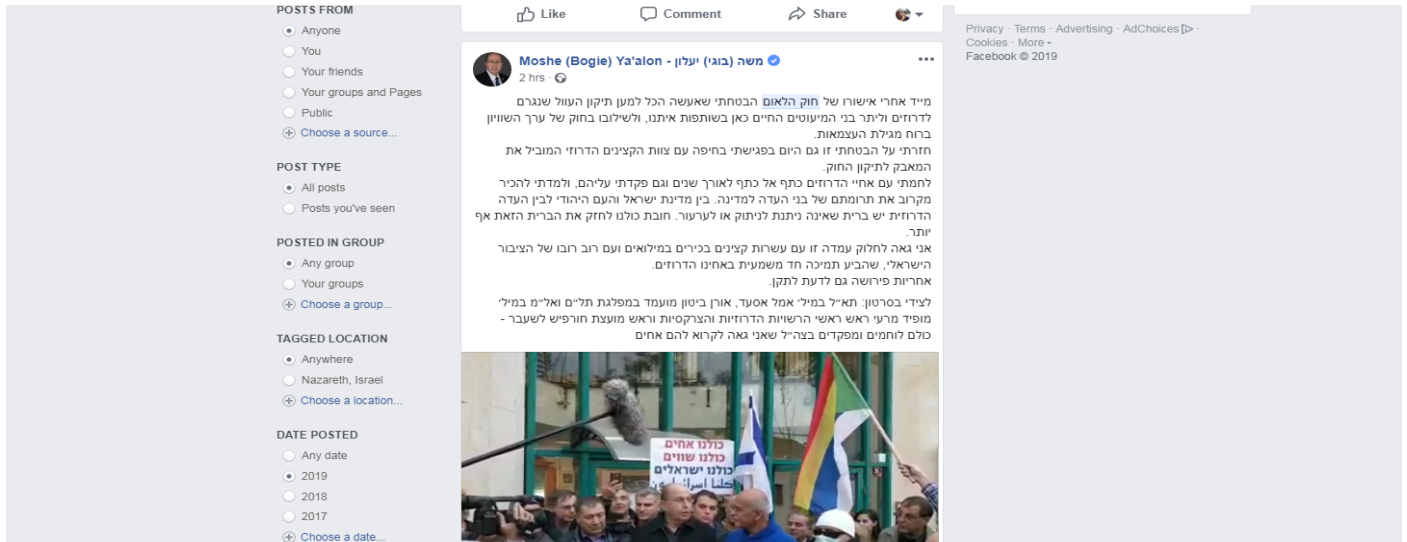 POSTS FROM
Anyone
You
Your friends
Your groups and Pages
Public
Choose a source...
POST TYPE
All posts
Posts you've seen
POSTED IN GROUP
Any group
Your groups
Choose a group...
TAGGED LOCATION
Anywhere
Nazareth, Israel
Choose a location...
DATE POSTED
Any date
2019
2018
2017
Choose a date...
Like Comment Share
Moshe (Bogie) Ya'alon - משה (בוגי) יעלון
2 hrs ·
מייד אחרי אישורו של חוק הלאום הבטחתי שאעשה הכל למען תיקון העוול שנגרם
לדרוזים וליתר בני המיעוטים החיים כאן בשותפות איתנו, ולשילובו בחוק של ערך השוויון
ברוח מגילת העצמאות.
חזרתי על הבטחתי זו גם היום בפגישתי בחיפה עם צוות הקצינים הדרוזי המוביל את
המאבק לתיקון החוק.
לחמתי עם אחיי הדרוזים כתף אל כתף לאורך שנים וגם פקדתי עליהם, ולמדתי להכיר
מקרוב את תרומתם של בני העדה למדינה. בין מדינת ישראל והעם היהודי לבין העדה
הדרוזית יש ברית שאינה ניתנת לניתוק או לערעור. חובת כולנו לחזק את הברית הזאת אף
יותר.
אני גאה לחלוק עמדה זו עם עשרות קצינים בכירים במילואים ועם רוב רובו של הציבור
הישראלי, שהביע תמיכה חד משמעית באחינו הדרוזים.
אחריות פירושה גם לדעת לתקן.
לצידי בסרטון: תא״ל במיל׳ אמל אסעד, אורן ביטון מועמד במפלגת תל״ם ואל״מ במיל׳
מופיד מרעי ראש ראשי הרשויות הדרוזיות והצרקסיות וראש מועצת חורפיש לשעבר -
כולם לוחמים ומפקדים בצה״ל שאני גאה לקרוא להם אחים
כולנו אחים
כולנו שווים
כולנו ישראלים
كلنا اسرائيليون
Privacy · Terms · Advertising · AdChoices ·
Cookies · More
Facebook © 2019